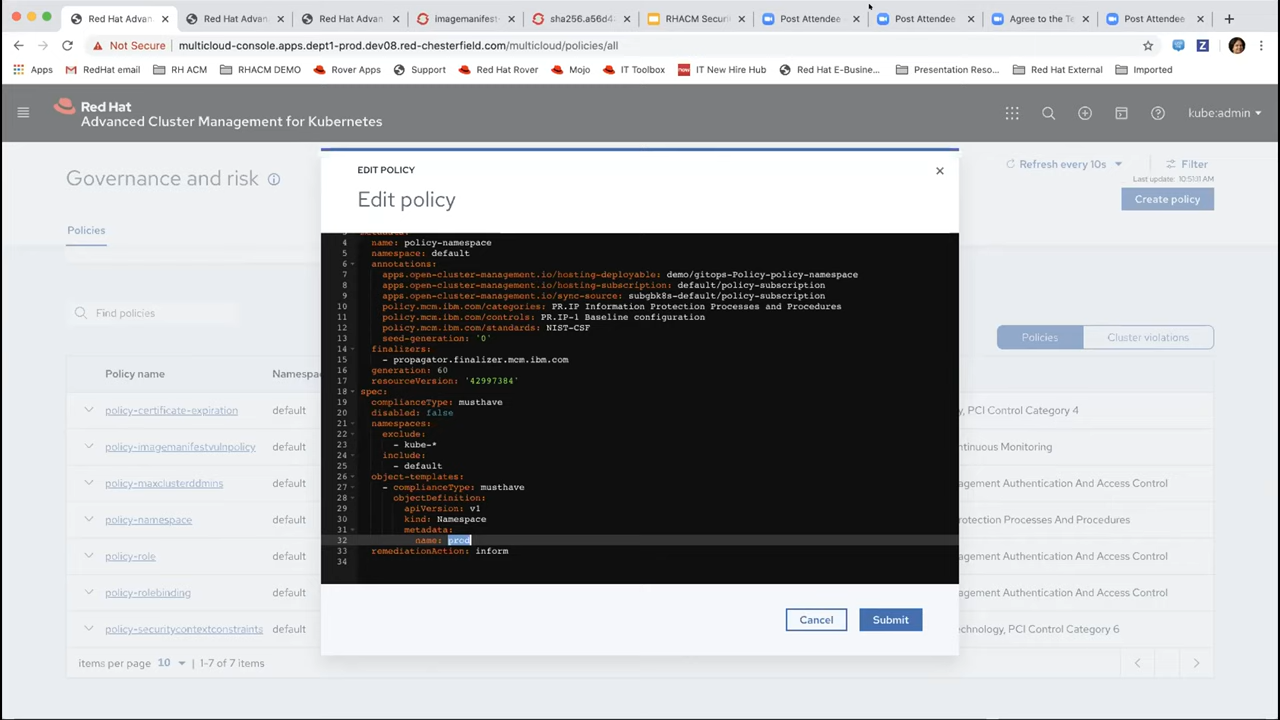 Red Hat Advan
Red Hat Advan.
Red Hat Advan
imagemanifest
sha256.a56d4
RHACM Securi
Post Attendee
Post Attendee
Agree to the Te
Post Attendee
Not Secure
multicloud-console.apps.dept1-prod.dev08.red-chesterfield.com/multicloud/policies/all
Apps
RedHat email
RH ACM
RHACM DEMO
Rover Apps
Support
Red Hat Rover
Mojo
IT Toolbox
IT New Hire Hub
Red Hat E-Busine...
Presentation Reso...
Red Hat External
Imported
Red Hat
Advanced Cluster Management for Kubernetes
kube:admin
Governance and risk
Refresh every 10s
Filter
Last update: 10:51:11 AM
Create policy
Policies
Find policies
Policies
Cluster violations
Policy name
Namespac
policy-certificate-expiration
default
, PCI Control Category 4
policy-imagemanifestvulnpolicy
default
ntinuous Monitoring
policy-maxclusterddmins
default
nagement Authentication And Access Control
policy-namespace
default
otection Processes and Procedures
policy-role
default
nagement Authentication And Access Control
policy-rolebinding
default
nagement Authentication And Access Control
policy-securitycontextconstraints
default
chnology, PCI Control Category 6
items per page 10
1-7 of 7 items
EDIT POLICY
Edit policy
3 metadata:
4 name: policy-namespace
5 namespace: default
6 annotations:
7 apps.open-cluster-management.io/hosting-deployable: demo/gitops-Policy-policy-namespace
8 apps.open-cluster-management.io/hosting-subscription: default/policy-subscription
9 apps.open-cluster-management.io/sync-source: subgbk8s-default/policy-subscription
10 policy.mcm.ibm.com/categories: PR.IP Information Protection Processes and Procedures
11 policy.mcm.ibm.com/controls: PR.IP-1 Baseline configuration
12 policy.mcm.ibm.com/standards: NIST-CSF
13 seed-generation: '0'
14 finalizers:
15 - propagator.finalizer.mcm.ibm.com
16 generation: 60
17 resourceVersion: '42997384'
18 spec:
19 complianceType: musthave
20 disabled: false
21 namespaces:
22 exclude:
23 - kube-*
24 include:
25 - default
26 object-templates:
27 - complianceType: musthave
28 objectDefinition:
29 apiVersion: v1
30 kind: Namespace
31 metadata:
32 name: prod
33 remediationAction: inform
34
Cancel
Submit